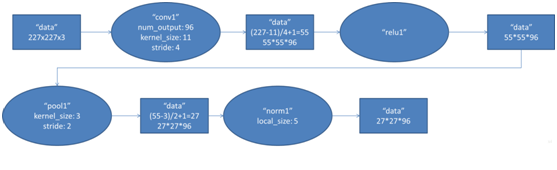 "data"
227x227x3
"conv1"
num_output: 96
kernel_size: 11
stride: 4
"data"
(227-11)/4+1=55
55*55*96
"relu1"
"data"
55*55*96
"pool1"
kernel_size: 3
stride: 2
"data"
(55-3)/2+1=27
27*27*96
"norm1"
local_size: 5
"data"
27*27*96